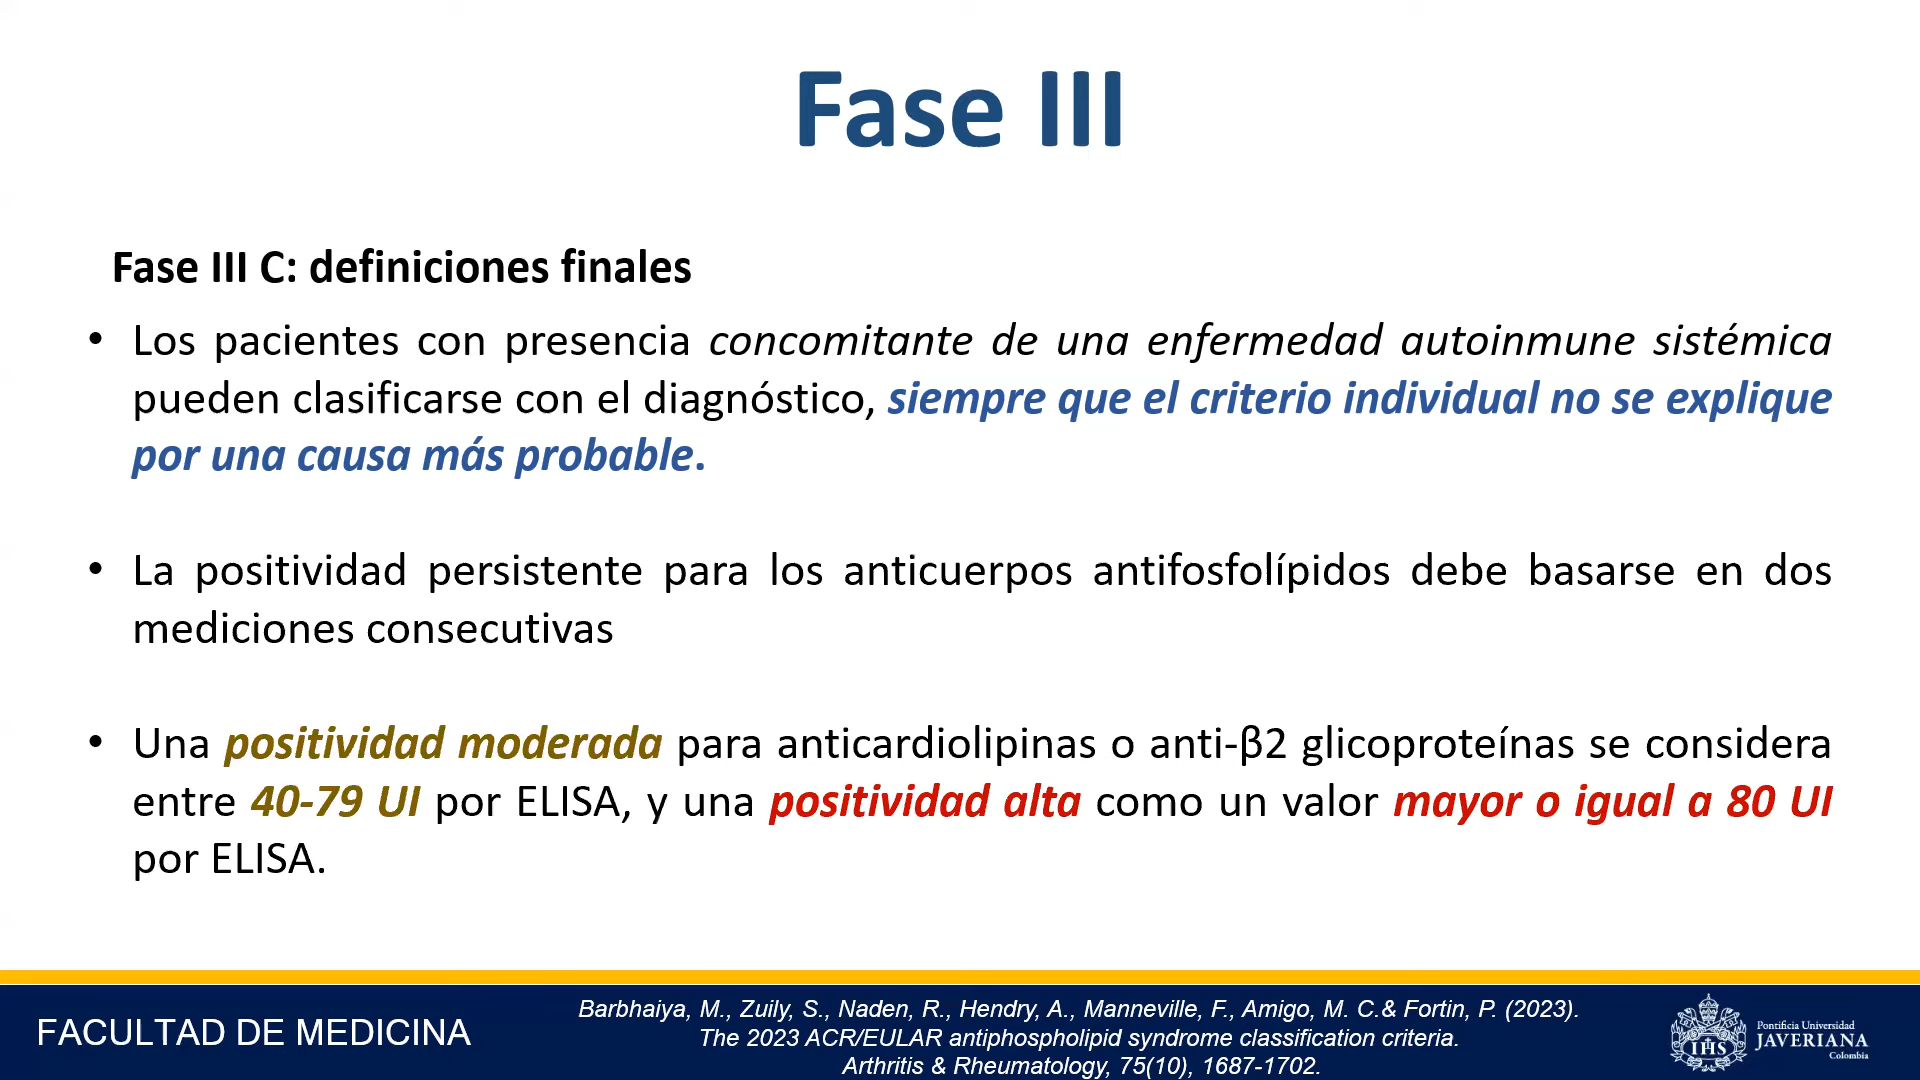 Fase III
Fase III C: definiciones finales
• Los pacientes con presencia concomitante de una enfermedad autoinmune sistémica
pueden clasificarse con el diagnóstico, siempre que el criterio individual no se explique
por una causa más probable.
• La positividad persistente para los anticuerpos antifosfolípidos debe basarse en dos
mediciones consecutivas
• Una positividad moderada para anticardiolipinas o anti-β2 glicoproteínas se considera
entre 40-79 UI por ELISA, y una positividad alta como un valor mayor o igual a 80 UI
por ELISA.
FACULTAD DE MEDICINA
Barbhaiya, M., Zuily, S., Naden, R., Hendry, A., Manneville, F., Amigo, M. C.& Fortin, P. (2023).
The 2023 ACR/EULAR antiphospholipid syndrome classification criteria.
Arthritis & Rheumatology, 75(10), 1687-1702.
IHS
Pontificia Universidad
JAVERIANA
Colombia